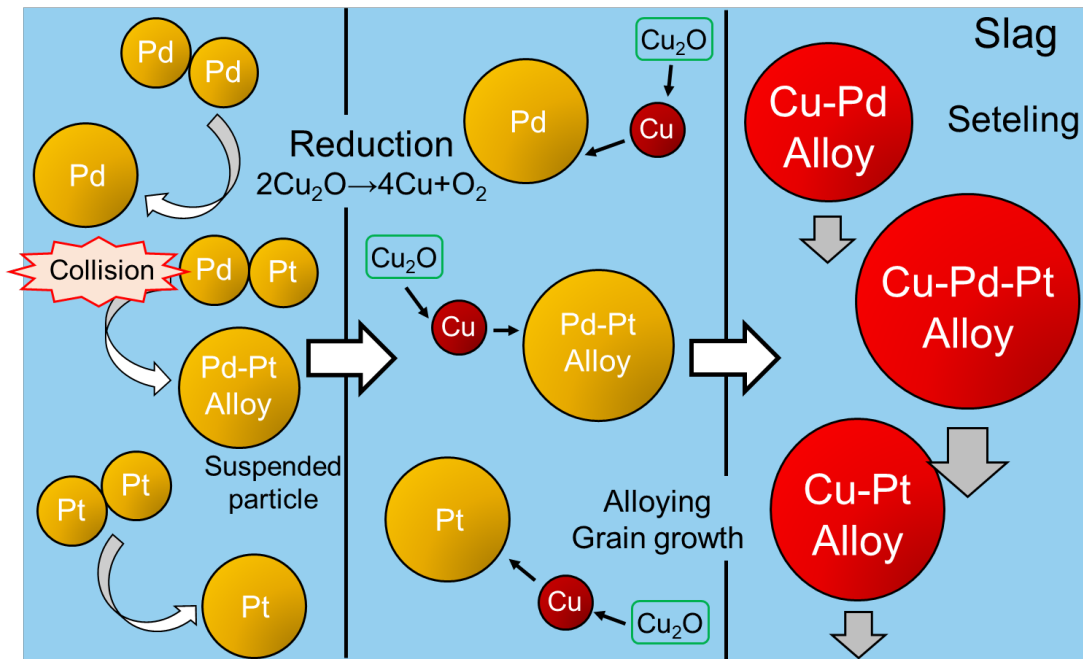 Pd
Pd
Pd
Collision
Pd
Pt
Pd-Pt
Alloy
Suspended
particle
Pt
Pt
Pt
Reduction
2Cu₂O→4Cu+O₂
Cu₂O
Pd
Cu
Cu₂O
Cu
Pd-Pt
Alloy
Pt
Alloying
Grain growth
Cu
Cu₂O
Slag
Seteling
Cu-Pd
Alloy
Cu-Pd-Pt
Alloy
Cu-Pt
Alloy